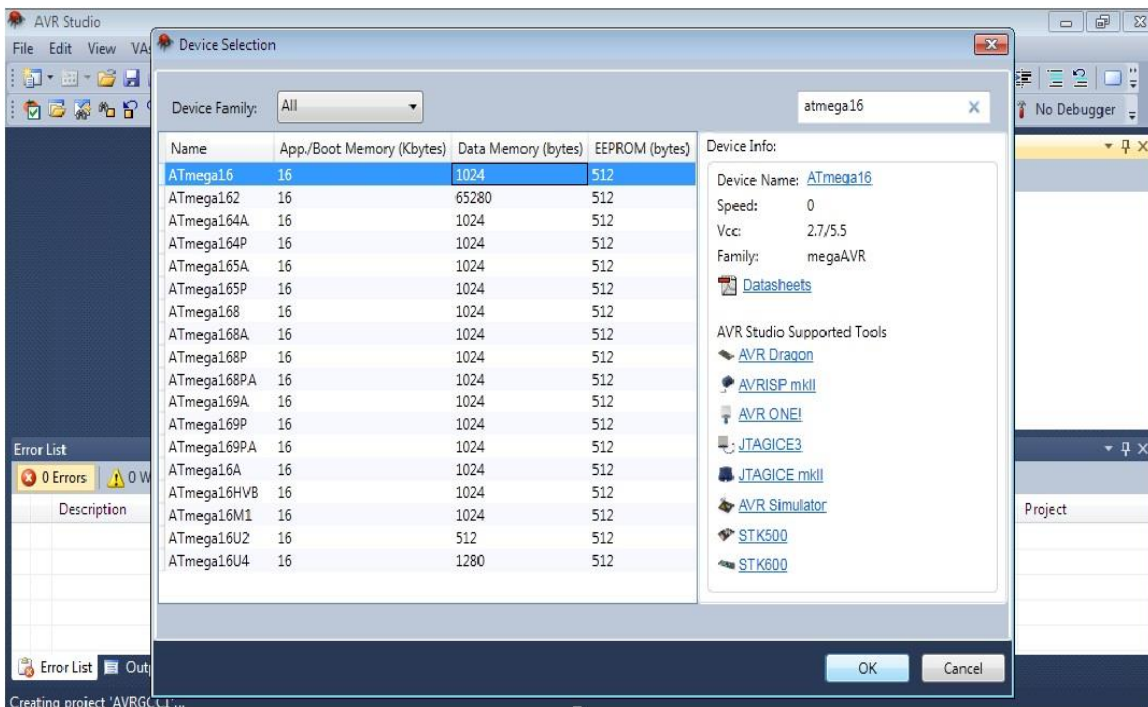 AVR Studio
File Edit View VA
Device Selection
No Debugger
Device Family: All
atmega16
Name App./Boot Memory (Kbytes) Data Memory (bytes) EEPROM (bytes)
ATmega16 16 1024 512
ATmega162 16 65280 512
ATmega164A 16 1024 512
ATmega164P 16 1024 512
ATmega165A 16 1024 512
ATmega165P 16 1024 512
ATmega168 16 1024 512
ATmega168A 16 1024 512
ATmega168P 16 1024 512
ATmega168PA 16 1024 512
ATmega169A 16 1024 512
ATmega169P 16 1024 512
ATmega169PA 16 1024 512
ATmega16A 16 1024 512
ATmega16HVB 16 1024 512
ATmega16M1 16 1024 512
ATmega16U2 16 512 512
ATmega16U4 16 1280 512
Device Info:
Device Name: ATmega16
Speed: 0
Vcc: 2.7/5.5
Family: megaAVR
Datasheets
AVR Studio Supported Tools
AVR Dragon
AVRISP mkII
AVR ONE!
JTAGICE3
JTAGICE mkII
AVR Simulator
STK500
STK600
OK Cancel
Error List
0 Errors 0 W
Description Project
Error List Out
Creating project 'AVRGCC1'...